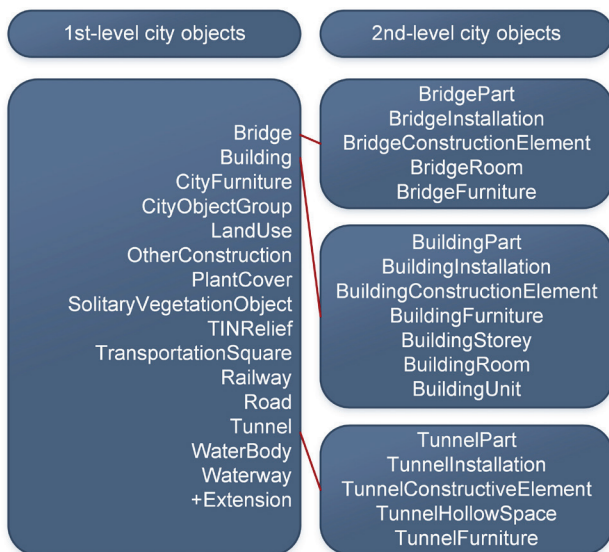 1st-level city objects
2nd-level city objects
Bridge
Building
CityFurniture
CityObjectGroup
LandUse
OtherConstruction
PlantCover
SolitaryVegetationObject
TINRelief
TransportationSquare
Railway
Road
Tunnel
WaterBody
Waterway
+Extension
BridgePart
BridgeInstallation
BridgeConstructionElement
BridgeRoom
BridgeFurniture
BuildingPart
BuildingInstallation
BuildingConstructionElement
BuildingFurniture
BuildingStorey
BuildingRoom
BuildingUnit
TunnelPart
TunnelInstallation
TunnelConstructiveElement
TunnelHollowSpace
TunnelFurniture